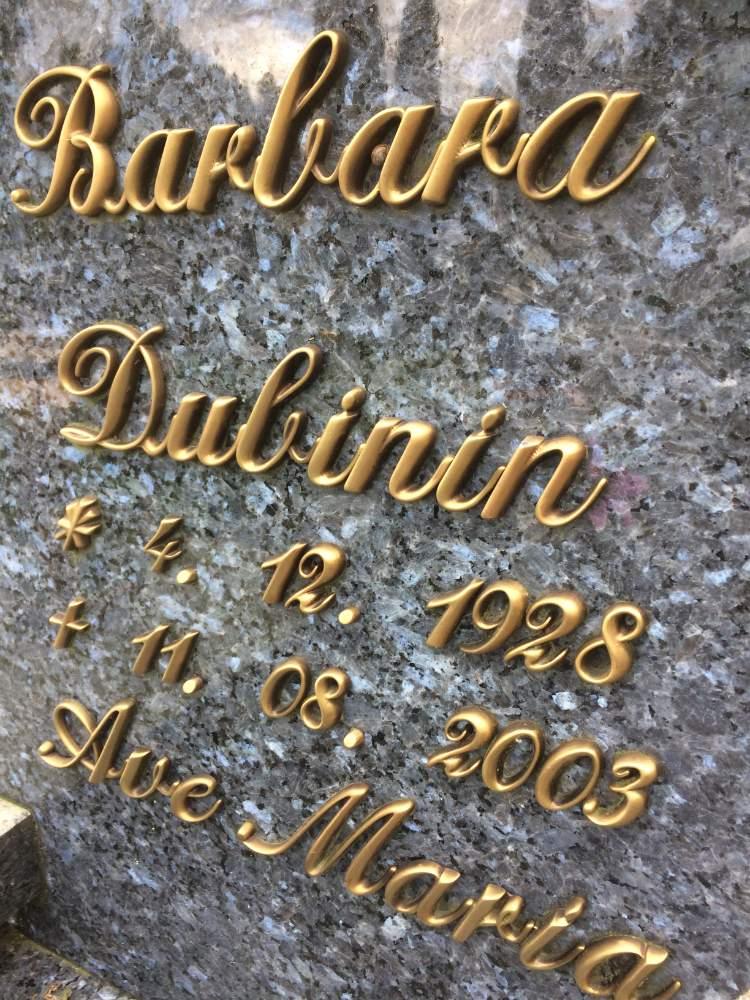 Barbara
Dubinin
* 4. 12. 1928
† 11. 08. 2003
Ave Maria